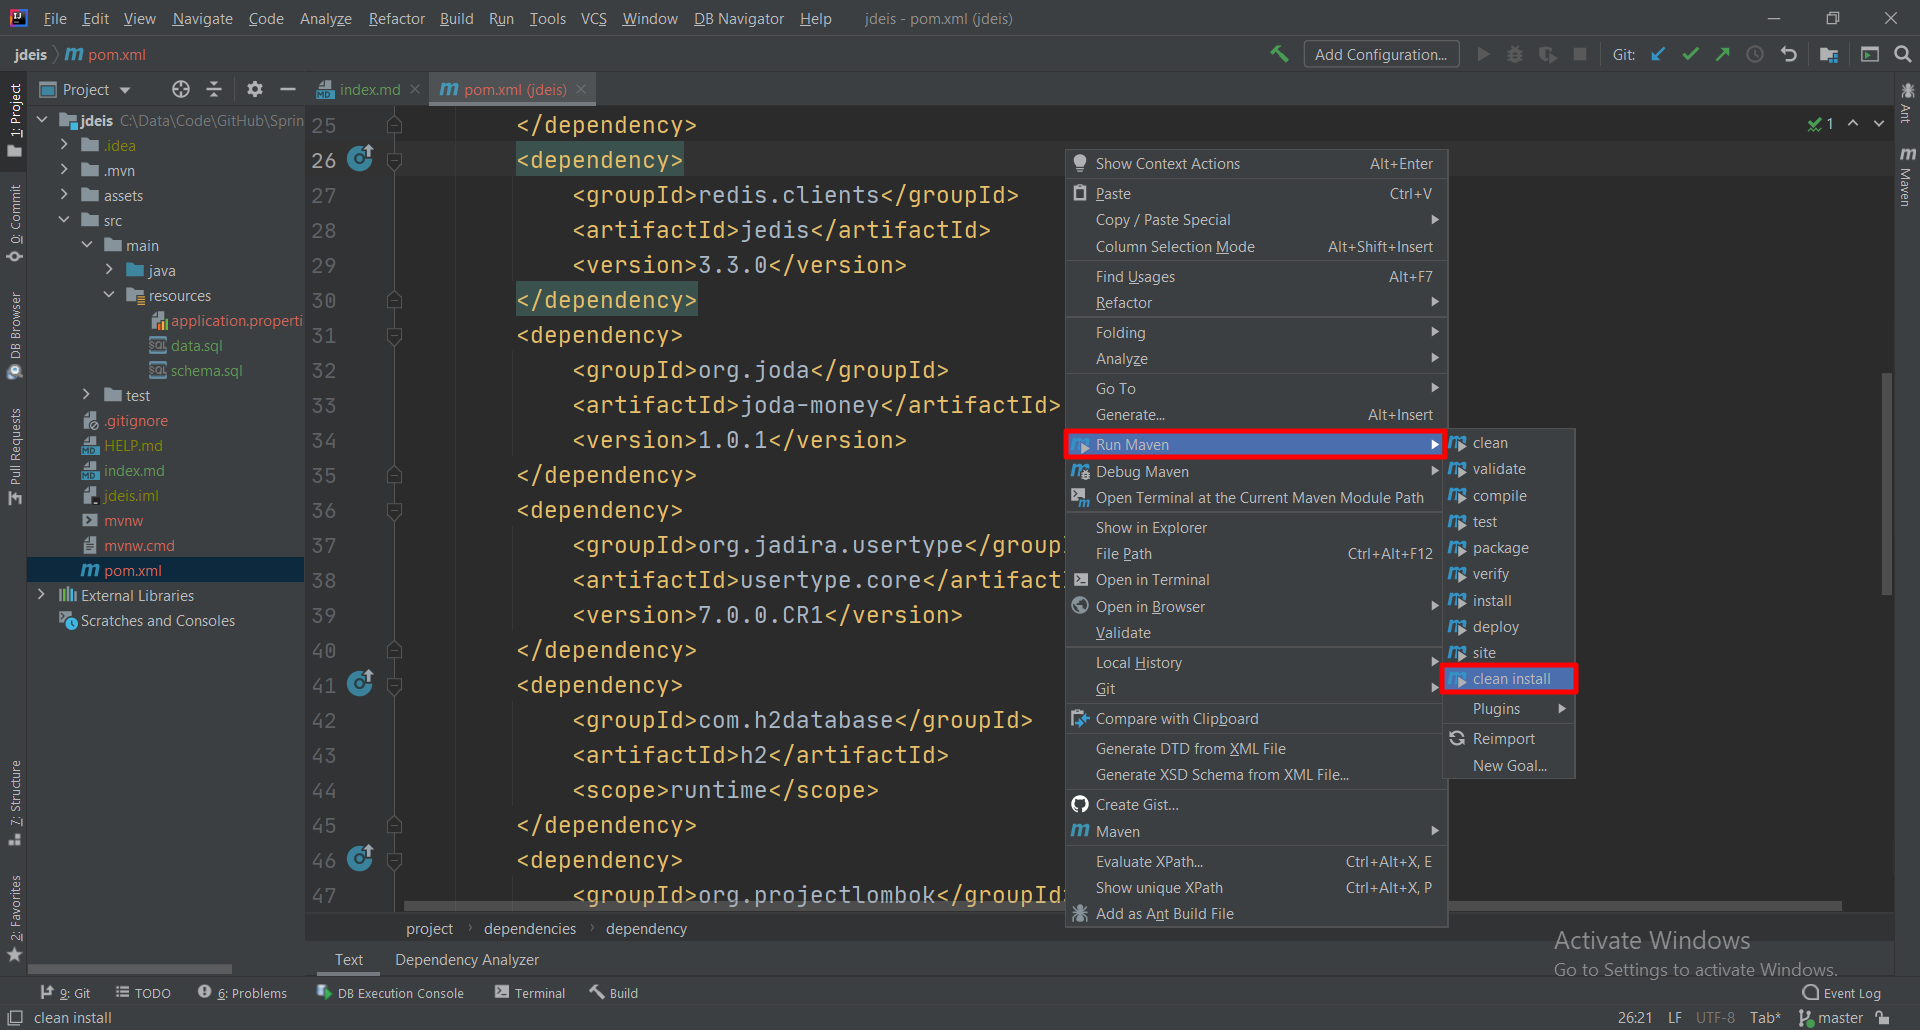 File Edit View Navigate Code Analyze Refactor Build Run Tools VCS Window DB Navigator Help jdeis - pom.xml (jdeis)
jdeis pom.xml
Add Configuration... Git:
Project
index.md
pom.xml (jdeis)
1: Project
0: Commit
DB Browser
Pull Requests
7: Structure
2: Favorites
jdeis C:\Data\Code\GitHub\Sprin
.idea
.mvn
assets
src
main
java
resources
application.properti
data.sql
schema.sql
test
.gitignore
HELP.md
index.md
jdeis.iml
mvnw
mvnw.cmd
pom.xml
External Libraries
Scratches and Consoles
25 </dependency>
26 <dependency>
27 <groupId>redis.clients</groupId>
28 <artifactId>jedis</artifactId>
29 <version>3.3.0</version>
30 </dependency>
31 <dependency>
32 <groupId>org.joda</groupId>
33 <artifactId>joda-money</artifactId>
34 <version>1.0.1</version>
35 </dependency>
36 <dependency>
37 <groupId>org.jadira.usertype</groupI
38 <artifactId>usertype.core</artifactI
39 <version>7.0.0.CR1</version>
40 </dependency>
41 <dependency>
42 <groupId>com.h2database</groupId>
43 <artifactId>h2</artifactId>
44 <scope>runtime</scope>
45 </dependency>
46 <dependency>
47 <groupId>org.projectlombok</groupId>
1
Show Context Actions Alt+Enter
Paste Ctrl+V
Copy / Paste Special
Column Selection Mode Alt+Shift+Insert
Find Usages Alt+F7
Refactor
Folding
Analyze
Go To
Generate... Alt+Insert
Run Maven
Debug Maven
Open Terminal at the Current Maven Module Path
Show in Explorer
File Path Ctrl+Alt+F12
Open in Terminal
Open in Browser
Validate
Local History
Git
Compare with Clipboard
Generate DTD from XML File
Generate XSD Schema from XML File...
Create Gist...
Maven
Evaluate XPath... Ctrl+Alt+X, E
Show unique XPath Ctrl+Alt+X, P
Add as Ant Build File
clean
validate
compile
test
package
verify
install
deploy
site
clean install
Plugins
Reimport
New Goal...
Ant
Maven
project dependencies dependency
Text Dependency Analyzer
Activate Windows
Go to Settings to activate Windows.
9: Git TODO 6: Problems DB Execution Console Terminal Build Event Log
clean install 26:21 LF UTF-8 Tab* master